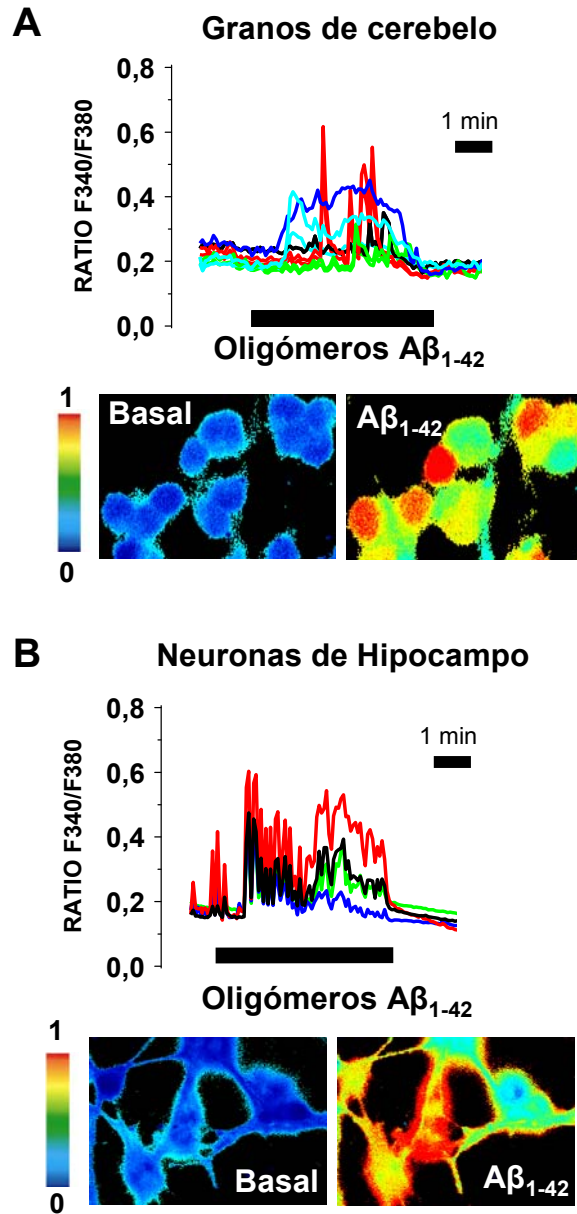 A
Granos de cerebelo
0,8
0,6
0,4
0,2
0,0
RATIO F340/F380
1 min
Oligómeros Aβ1-42
1
0
Basal
Aβ1-42
B
Neuronas de Hipocampo
0,8
0,6
0,4
0,2
0,0
RATIO F340/F380
1 min
Oligómeros Aβ1-42
1
0
Basal
Aβ1-42